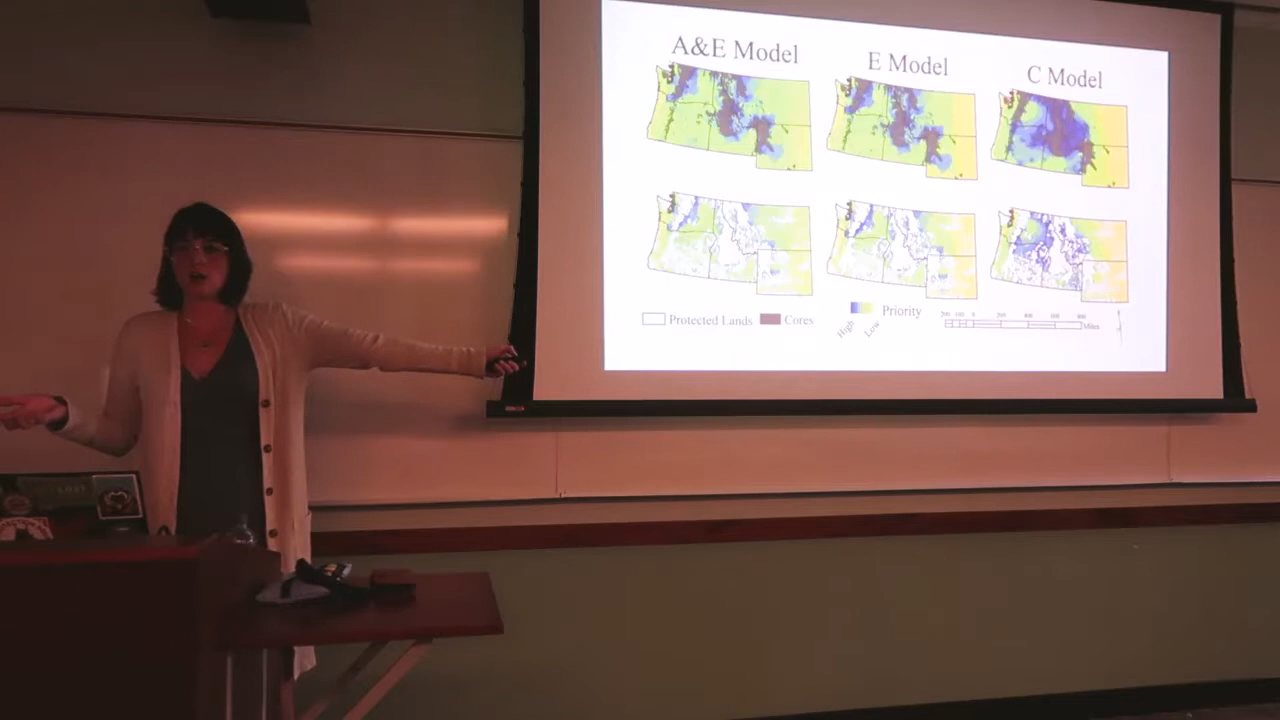 A&E Model
E Model
C Model
Protected Lands
Cores
High
Low
Priority
Miles